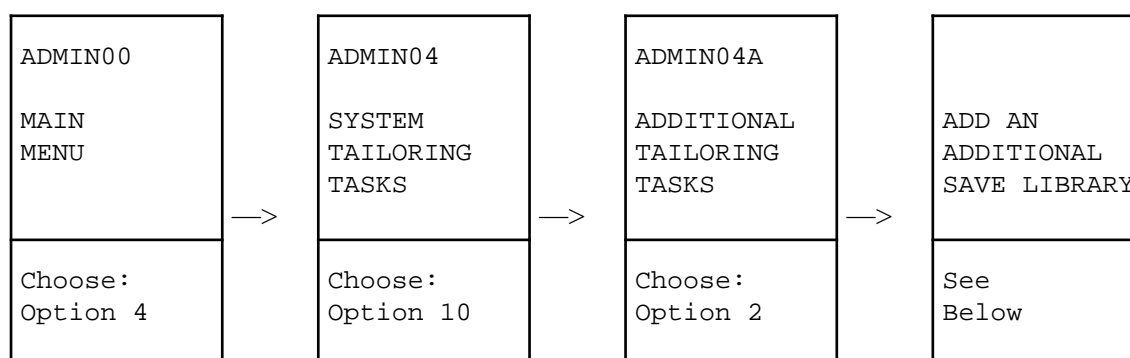 ADMIN00
MAIN
MENU
Choose:
Option 4
—>
ADMIN04
SYSTEM
TAILORING
TASKS
Choose:
Option 10
—>
ADMIN04A
ADDITIONAL
TAILORING
TASKS
Choose:
Option 2
—>
ADD AN
ADDITIONAL
SAVE LIBRARY
See
Below